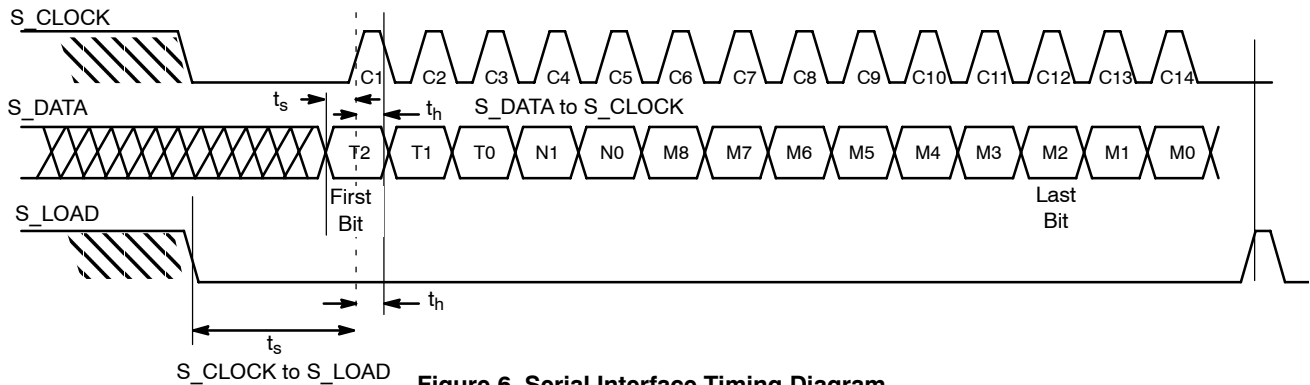 S_CLOCK
C1 C2 C3 C4 C5 C6 C7 C8 C9 C10 C11 C12 C13 C14
ts
S_DATA
th
S_DATA to S_CLOCK
T2 T1 T0 N1 N0 M8 M7 M6 M5 M4 M3 M2 M1 M0
First
Bit
Last
Bit
S_LOAD
th
ts
S_CLOCK to S_LOAD
Figure 6. Serial Interface Timing Diagram